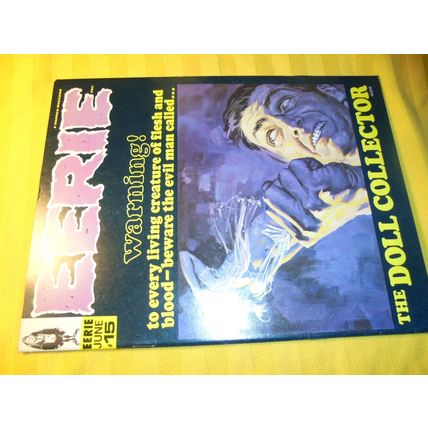 EERIE
EERIE
JUNE
#15
warning!
to every living creature of flesh and
blood—beware the evil man called...
THE DOLL COLLECTOR